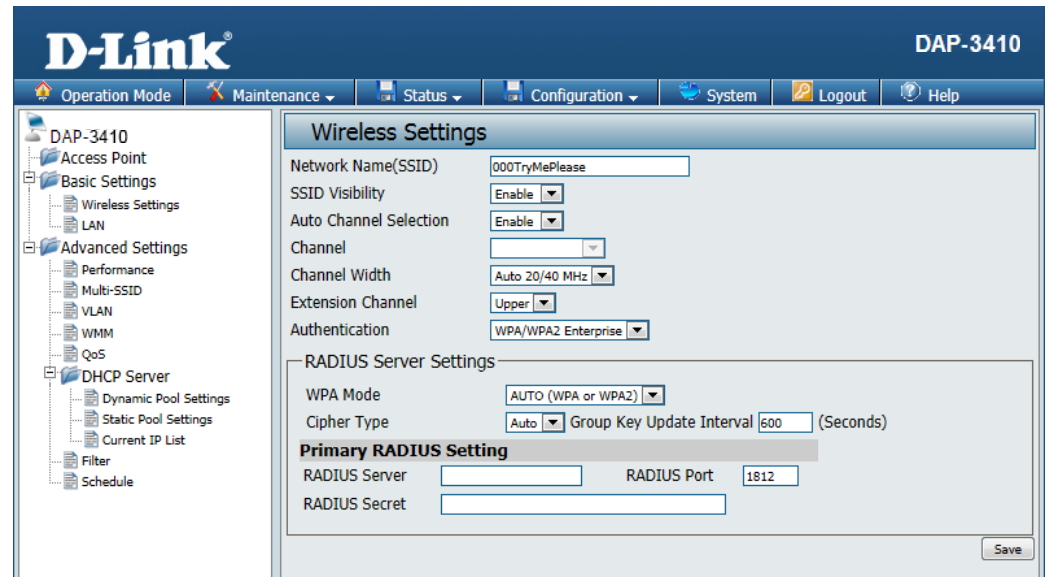 D-Link®
DAP-3410
Operation Mode Maintenance Status Configuration System Logout Help
DAP-3410
Access Point
Basic Settings
Wireless Settings
LAN
Advanced Settings
Performance
Multi-SSID
VLAN
WMM
QoS
DHCP Server
Dynamic Pool Settings
Static Pool Settings
Current IP List
Filter
Schedule
Wireless Settings
Network Name(SSID) 000TryMePlease
SSID Visibility Enable
Auto Channel Selection Enable
Channel
Channel Width Auto 20/40 MHz
Extension Channel Upper
Authentication WPA/WPA2 Enterprise
RADIUS Server Settings
WPA Mode AUTO (WPA or WPA2)
Cipher Type Auto Group Key Update Interval 600 (Seconds)
Primary RADIUS Setting
RADIUS Server RADIUS Port 1812
RADIUS Secret
Save